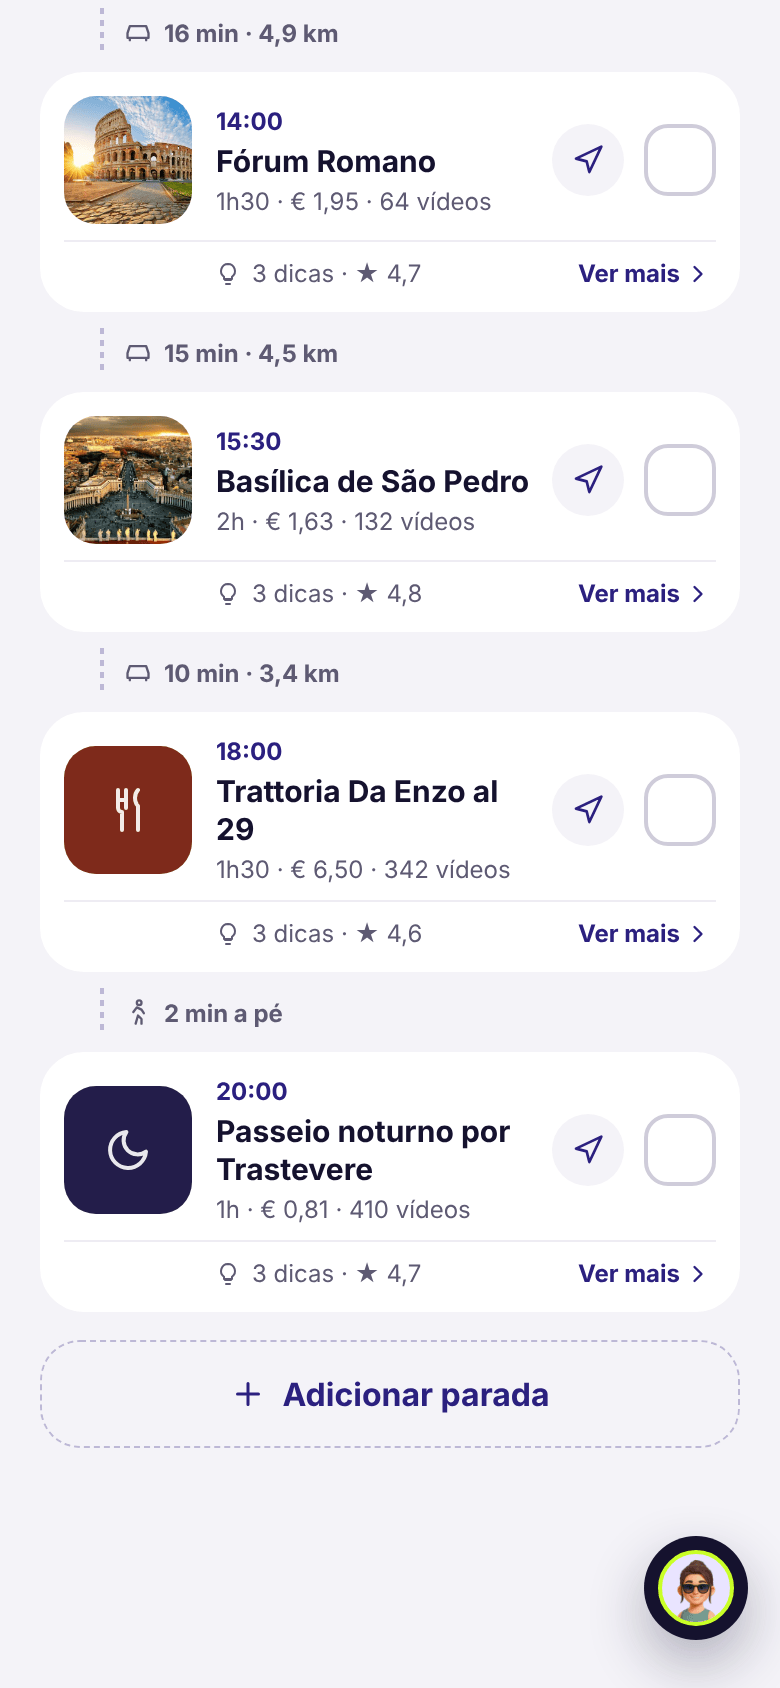 16 min · 4,9 km
14:00
Fórum Romano
1h30 · € 1,95 · 64 vídeos
3 dicas · ★ 4,7
Ver mais
15 min · 4,5 km
15:30
Basílica de São Pedro
2h · € 1,63 · 132 vídeos
3 dicas · ★ 4,8
Ver mais
10 min · 3,4 km
18:00
Trattoria Da Enzo al
29
1h30 · € 6,50 · 342 vídeos
3 dicas · ★ 4,6
Ver mais
2 min a pé
20:00
Passeio noturno por
Trastevere
1h · € 0,81 · 410 vídeos
3 dicas · ★ 4,7
Ver mais
Adicionar parada